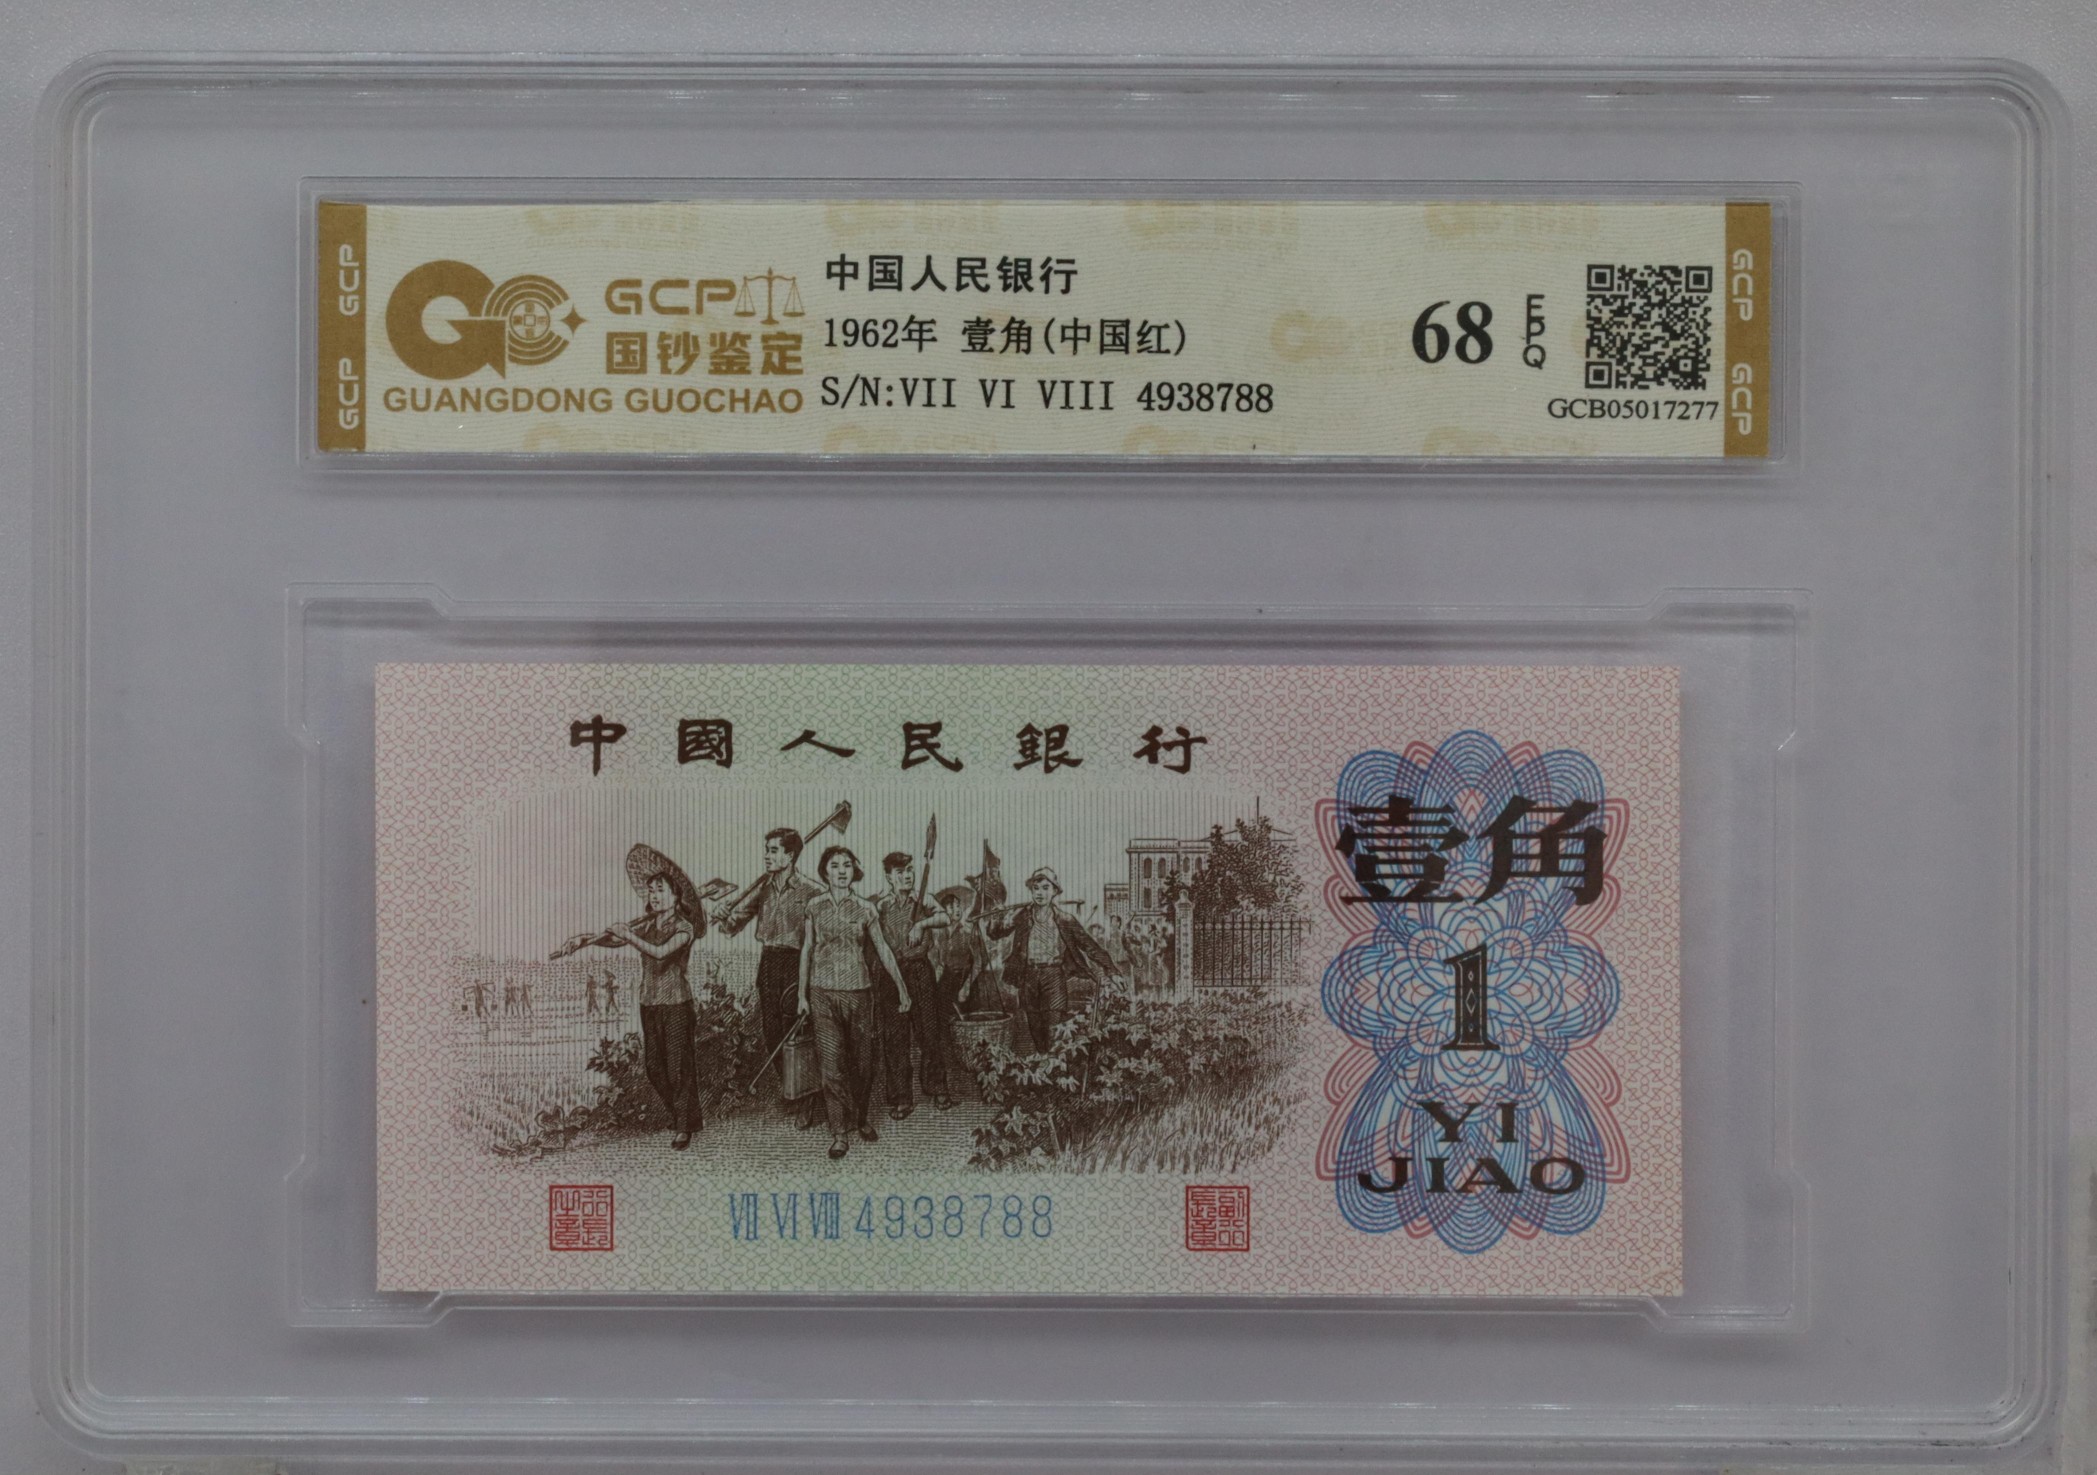 GCP GCP
GC GCP
国钞鉴定
GUANGDONG GUOCHAO
中国人民银行
1962年 壹角(中国红)
S/N:VII VI VIII 4938788
68 EPQ
GCB05017277
GCP GCP
中國人民銀行
壹角
1
YI
JIAO
VII VI VIII 4938788